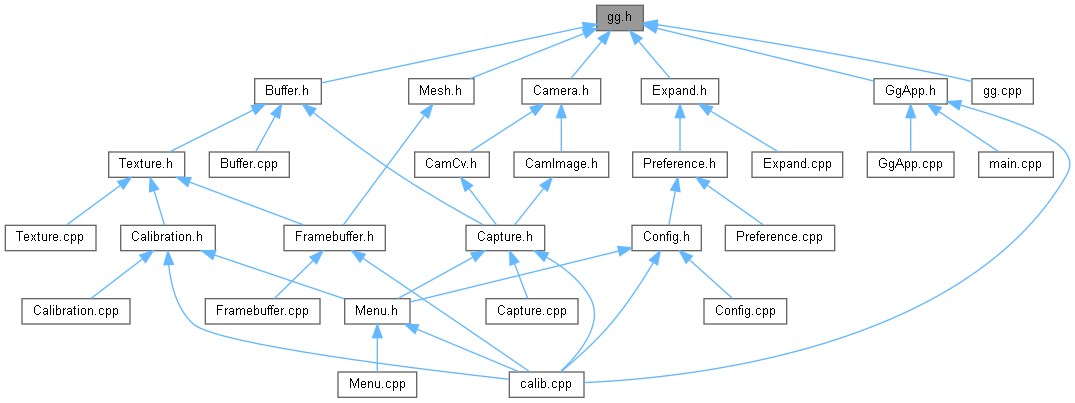 gg.h
Buffer.h
Mesh.h
Camera.h
Expand.h
GgApp.h
gg.cpp
Texture.h
Buffer.cpp
CamCv.h
CamImage.h
Preference.h
Expand.cpp
GgApp.cpp
main.cpp
Texture.cpp
Calibration.h
Framebuffer.h
Capture.h
Config.h
Preference.cpp
Calibration.cpp
Framebuffer.cpp
Menu.h
Capture.cpp
Config.cpp
Menu.cpp
calib.cpp